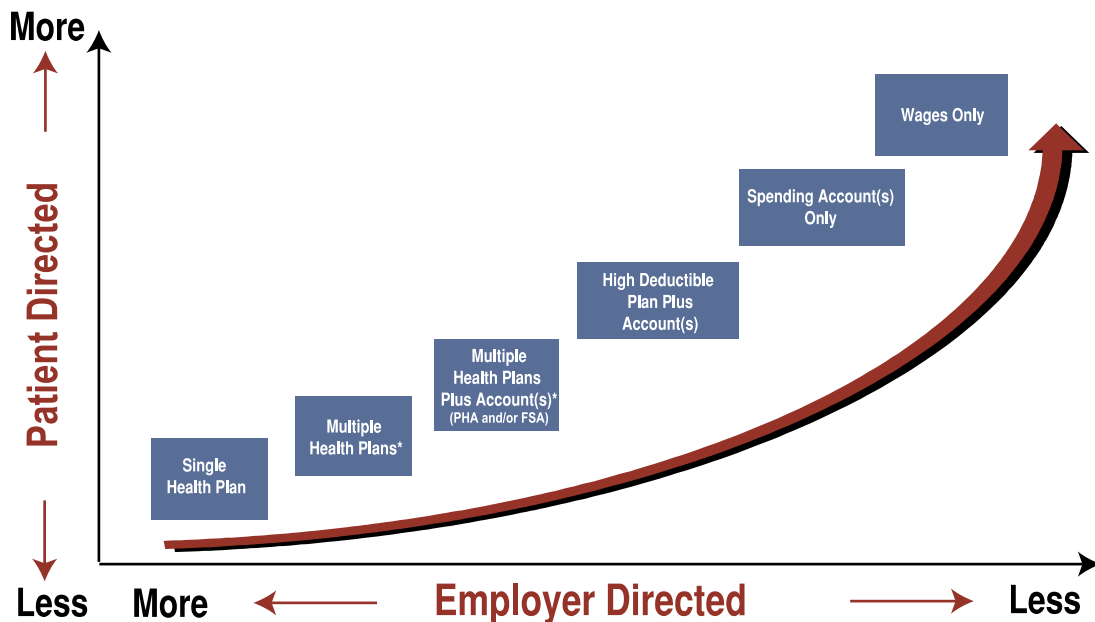 More
Patient Directed
Less
Wages Only
Spending Account(s)
Only
High Deductible
Plan Plus
Account(s)
Multiple
Health Plans
Plus Account(s)*
(PHA and/or FSA)
Multiple
Health Plans*
Single
Health Plan
More
Employer Directed
Less